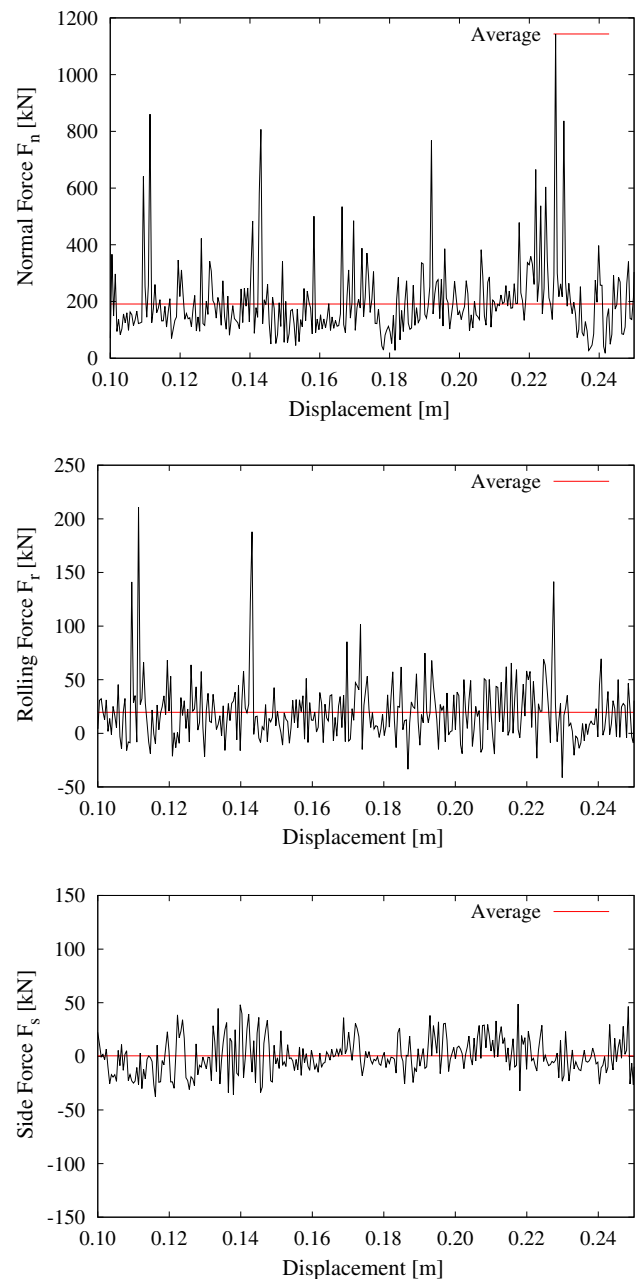 Normal Force F_n [kN]
1200
1000
800
600
400
200
0
Average
0.10 0.12 0.14 0.16 0.18 0.20 0.22 0.24
Displacement [m]
Rolling Force F_r [kN]
250
200
150
100
50
0
-50
Average
0.10 0.12 0.14 0.16 0.18 0.20 0.22 0.24
Displacement [m]
Side Force F_s [kN]
150
100
50
0
-50
-100
-150
Average
0.10 0.12 0.14 0.16 0.18 0.20 0.22 0.24
Displacement [m]